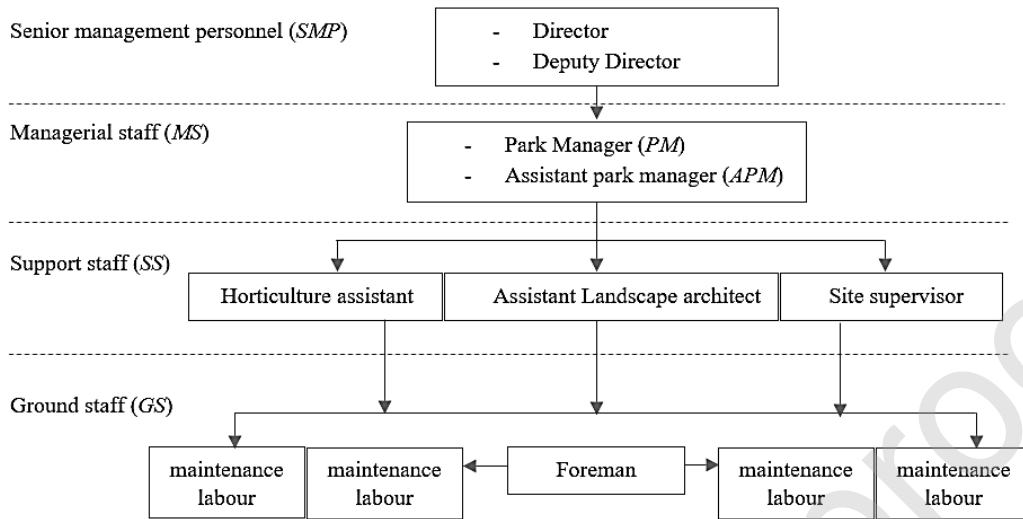 Senior management personnel (SMP)
- Director
- Deputy Director
Managerial staff (MS)
- Park Manager (PM)
- Assistant park manager (APM)
Support staff (SS)
Horticulture assistant
Assistant Landscape architect
Site supervisor
Ground staff (GS)
maintenance
labour
maintenance
labour
Foreman
maintenance
labour
maintenance
labour